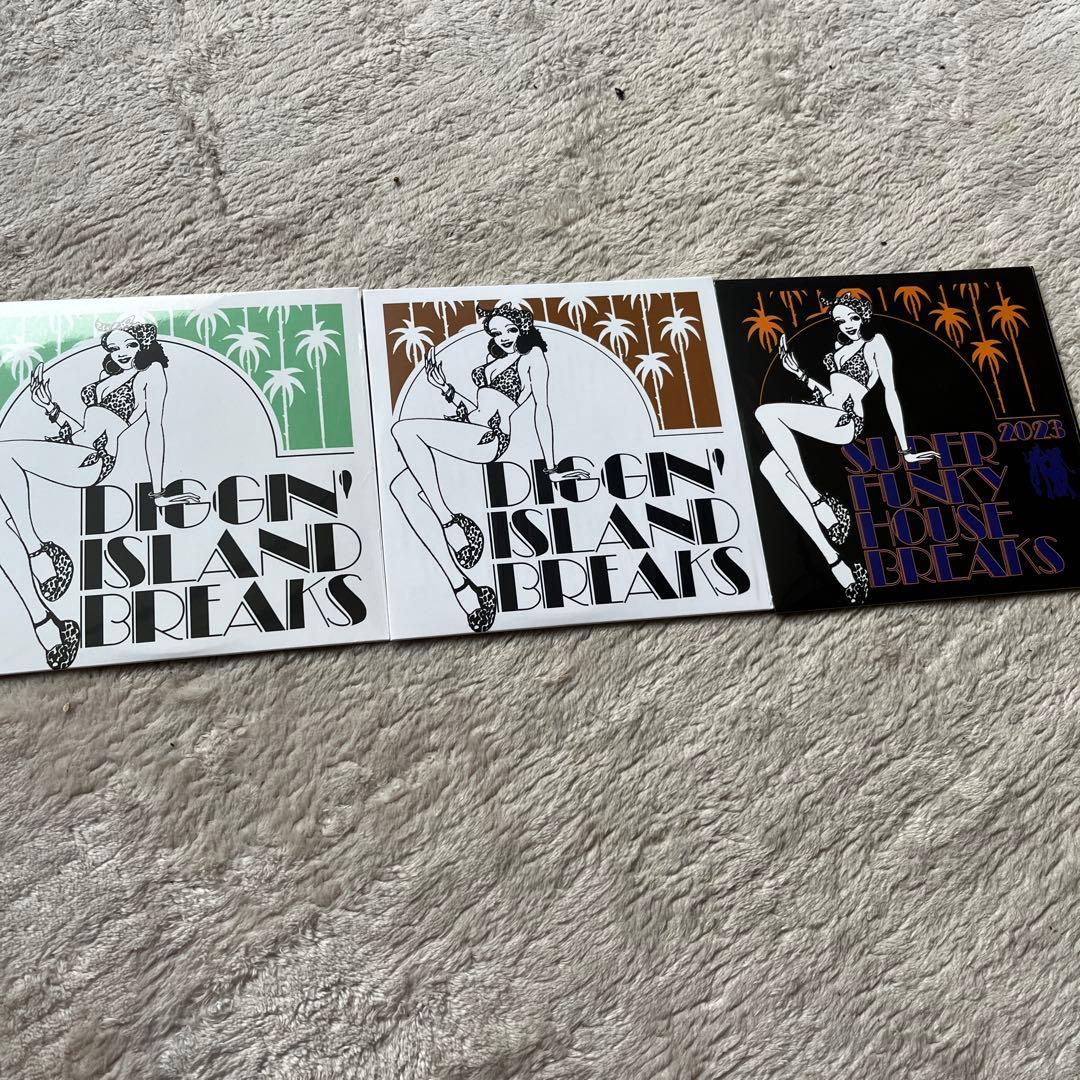 DIGGIN'
ISLAND
BREAKS
DIGGIN'
ISLAND
BREAKS
SUPER 2023
FUNKY
HOUSE
BREAKS